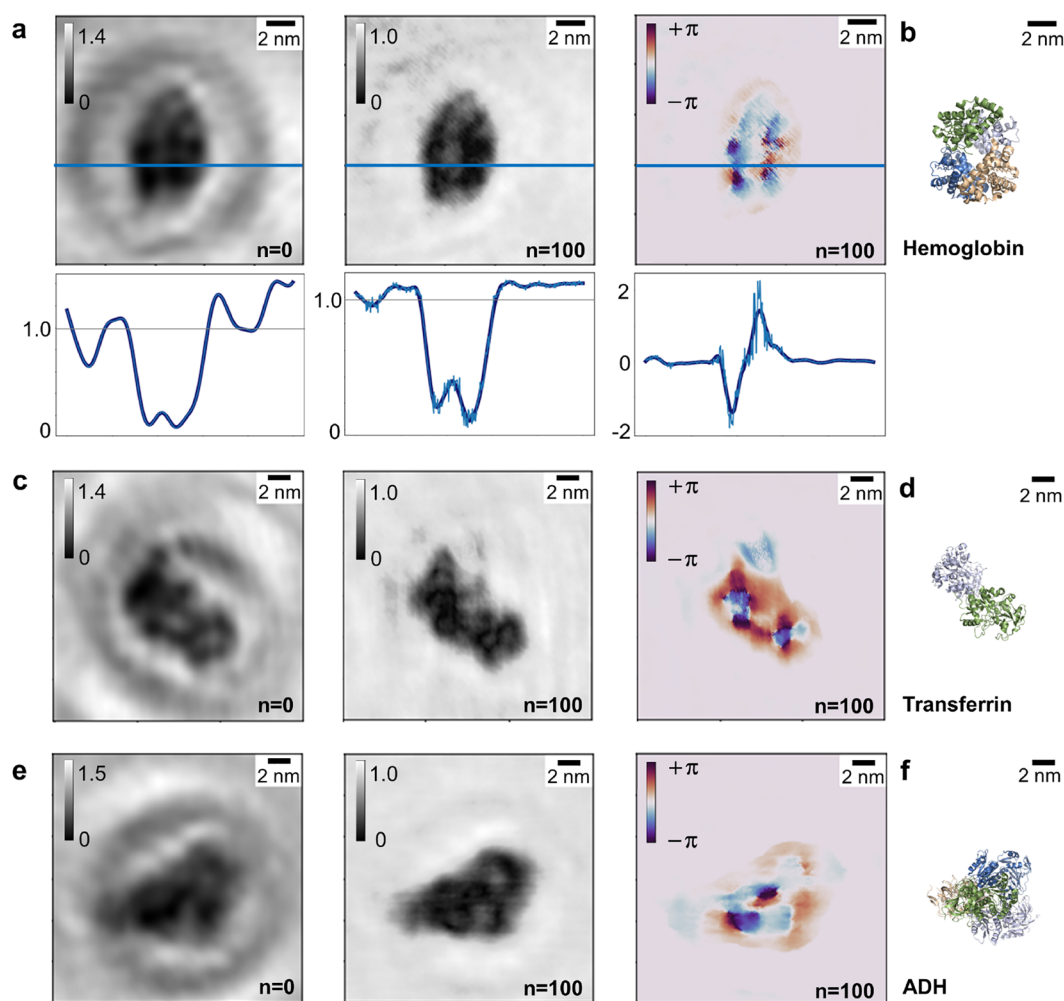 a
1.4
0
2 nm
n=0
1.0
0
2 nm
n=100
+π
−π
2 nm
n=100
b
2 nm
Hemoglobin
1.0
0
1.0
0
2
0
-2
c
1.4
0
2 nm
n=0
1.0
0
2 nm
n=100
+π
−π
2 nm
n=100
d
2 nm
Transferrin
e
1.5
0
2 nm
n=0
1.0
0
2 nm
n=100
+π
−π
2 nm
n=100
f
2 nm
ADH